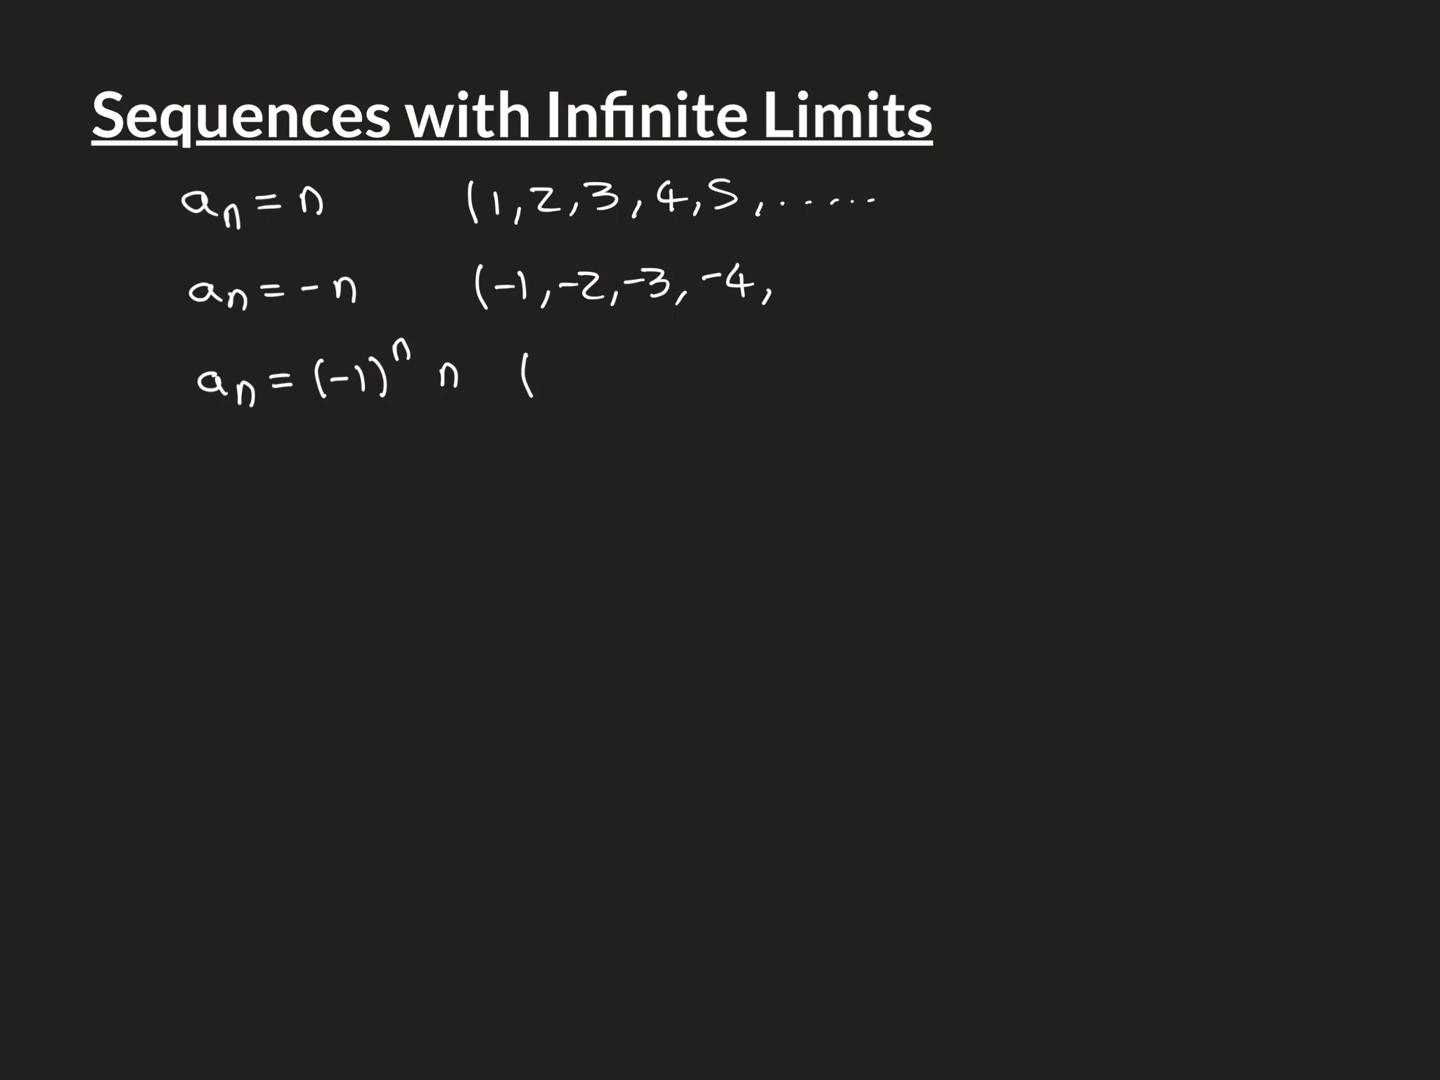 Sequences with Infinite Limits
aₙ = n (1, 2, 3, 4, 5, ......
aₙ = - n (-1, -2, -3, -4,
aₙ = (-1)ⁿ n (